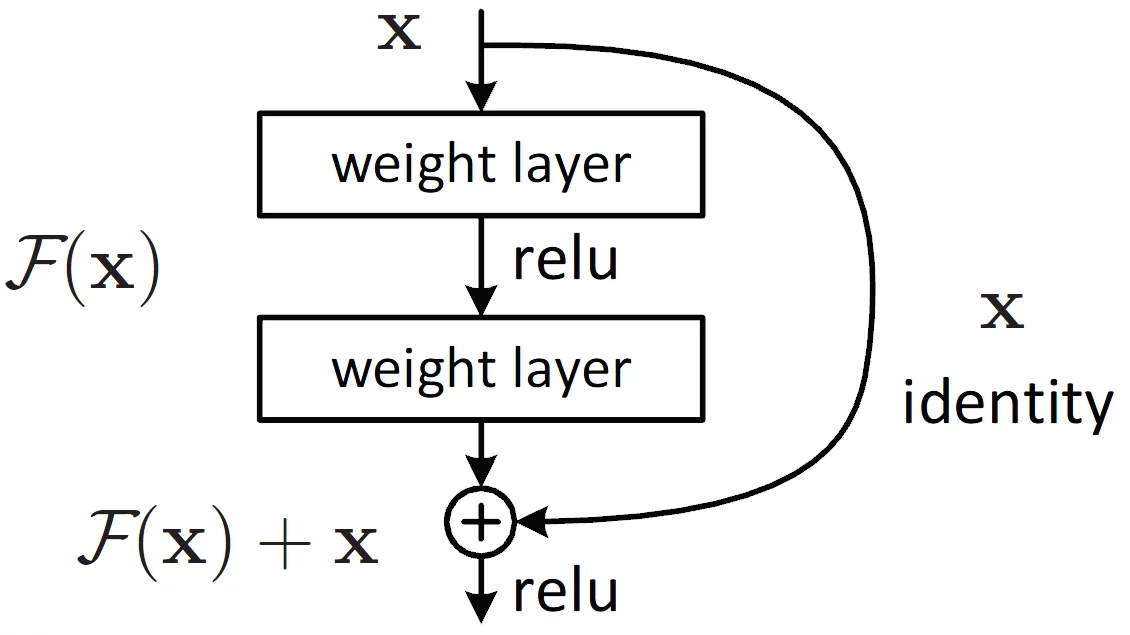 x
weight layer
relu
F(x)
x
weight layer
identity
F(x) + x
relu